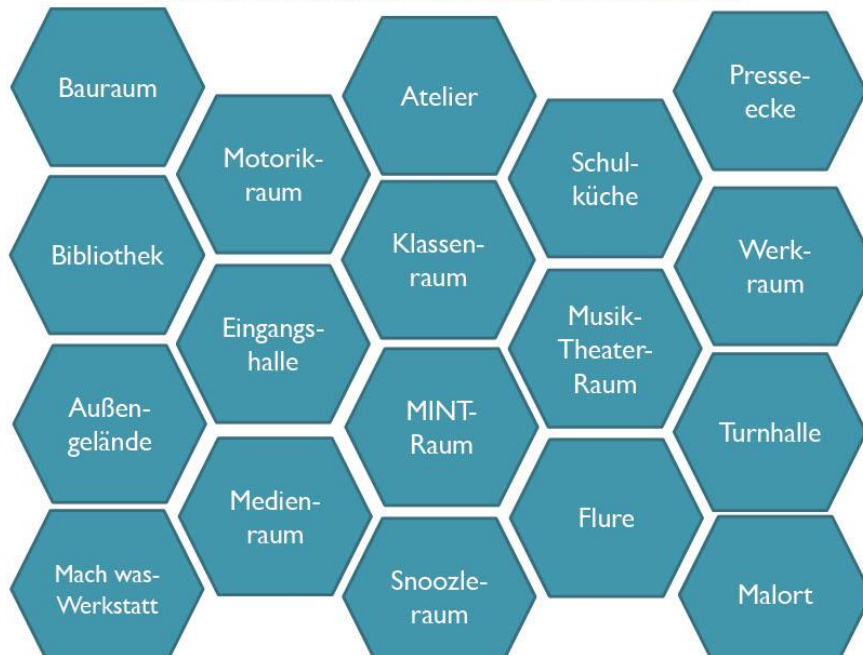 Bauraum
Atelier
Presse-
ecke
Motorik-
raum
Schul-
küche
Bibliothek
Klassen-
raum
Werk-
raum
Eingangs-
halle
Musik-
Theater-
Raum
Außen-
gelände
MINT-
Raum
Turnhalle
Medien-
raum
Flure
Mach was-
Werkstatt
Snoozle-
raum
Malort